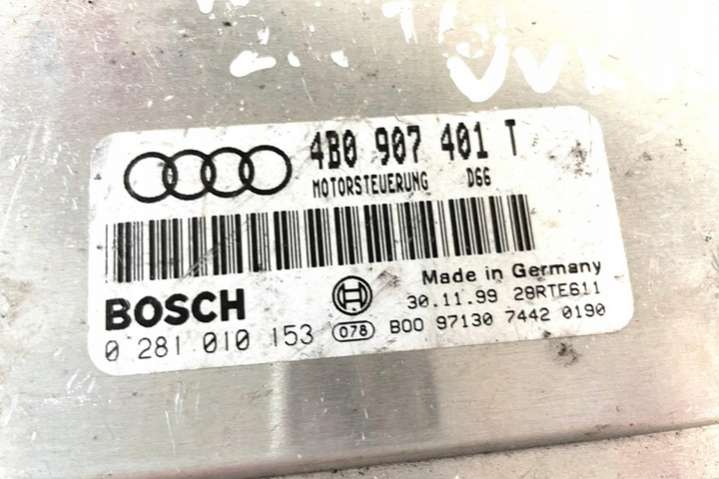 4B0 907 401 T
MOTORSTEUERUNG D66
Made in Germany
BOSCH
30.11.99 28RTE611
0 281 010 153 078 B00 97130 7442 0190